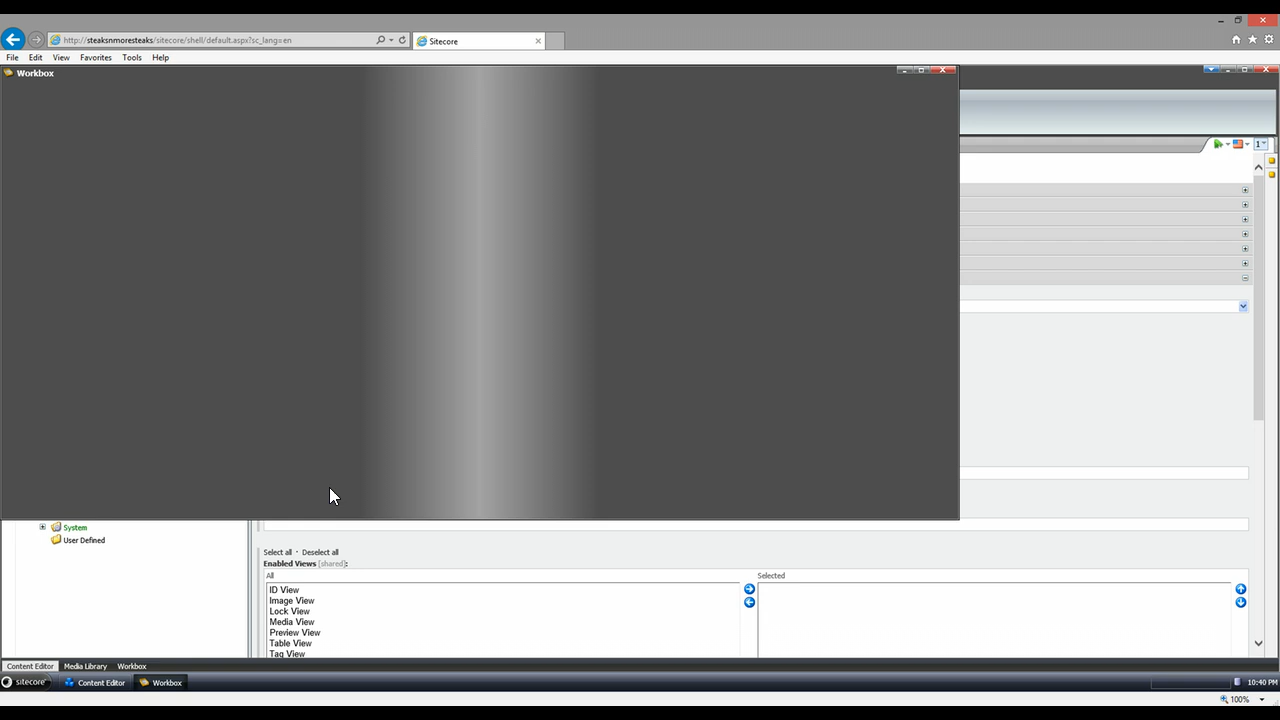 http://steaksnmoresteaks/sitecore/shell/default.aspx?sc_lang=en
Sitecore
File Edit View Favorites Tools Help
Workbox
1
System
User Defined
Select all · Deselect all
Enabled Views [shared]:
All Selected
ID View
Image View
Lock View
Media View
Preview View
Table View
Tag View
Content Editor Media Library Workbox
sitecore Content Editor Workbox 10:40 PM
100%